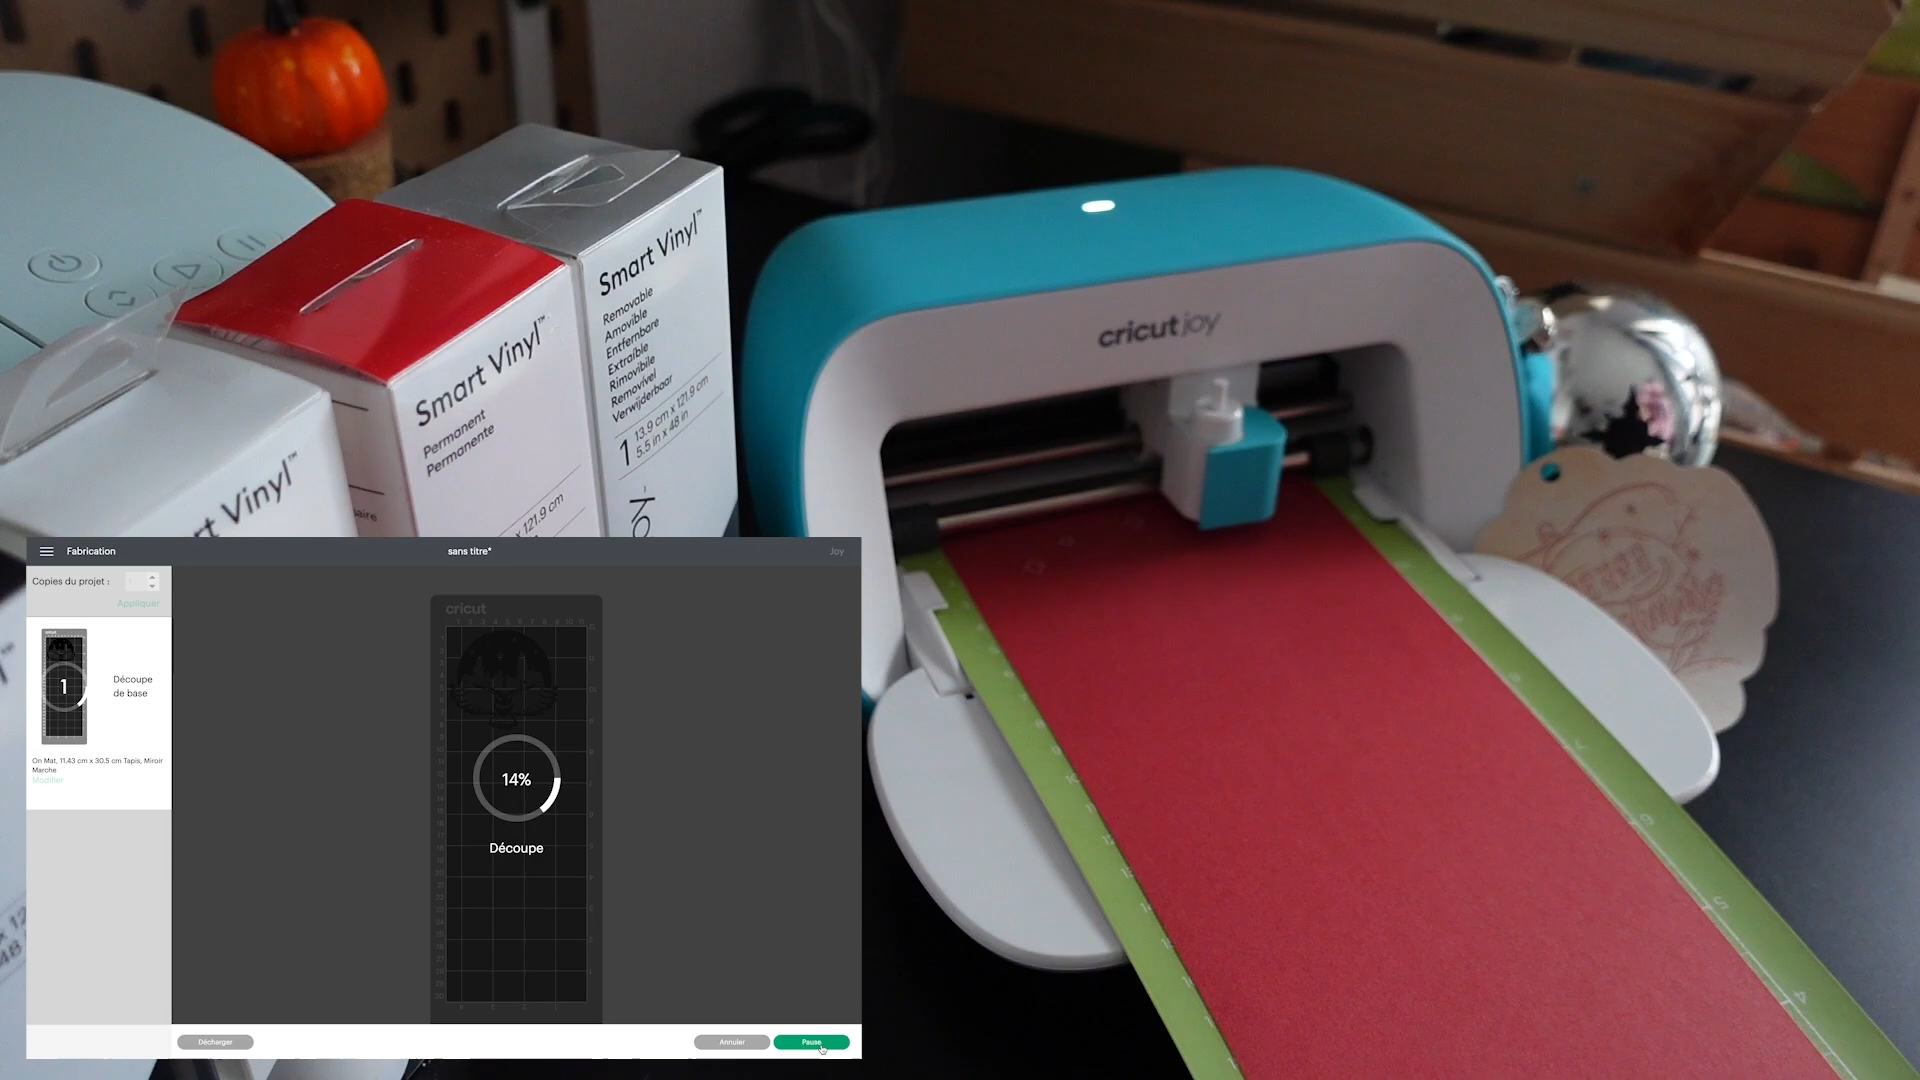 Smart Vinyl™
Removable
Amovible
Entfernbare
Extraíble
Rimovibile
Removível
Verwijderbaar
1 13.9 cm x 121.9 cm
5.5 in x 48 in
Smart Vinyl™
Permanent
Permanente
x 121.9 cm
rt Vinyl™
cricut joy
Fabrication
sans titre*
Joy
Copies du projet :
Appliquer
1
Découpe
de base
On Mat, 11.43 cm x 30.5 cm Tapis, Miroir
Marche
Modifier
cricut
14%
Découpe
Décharger
Annuler
Pause